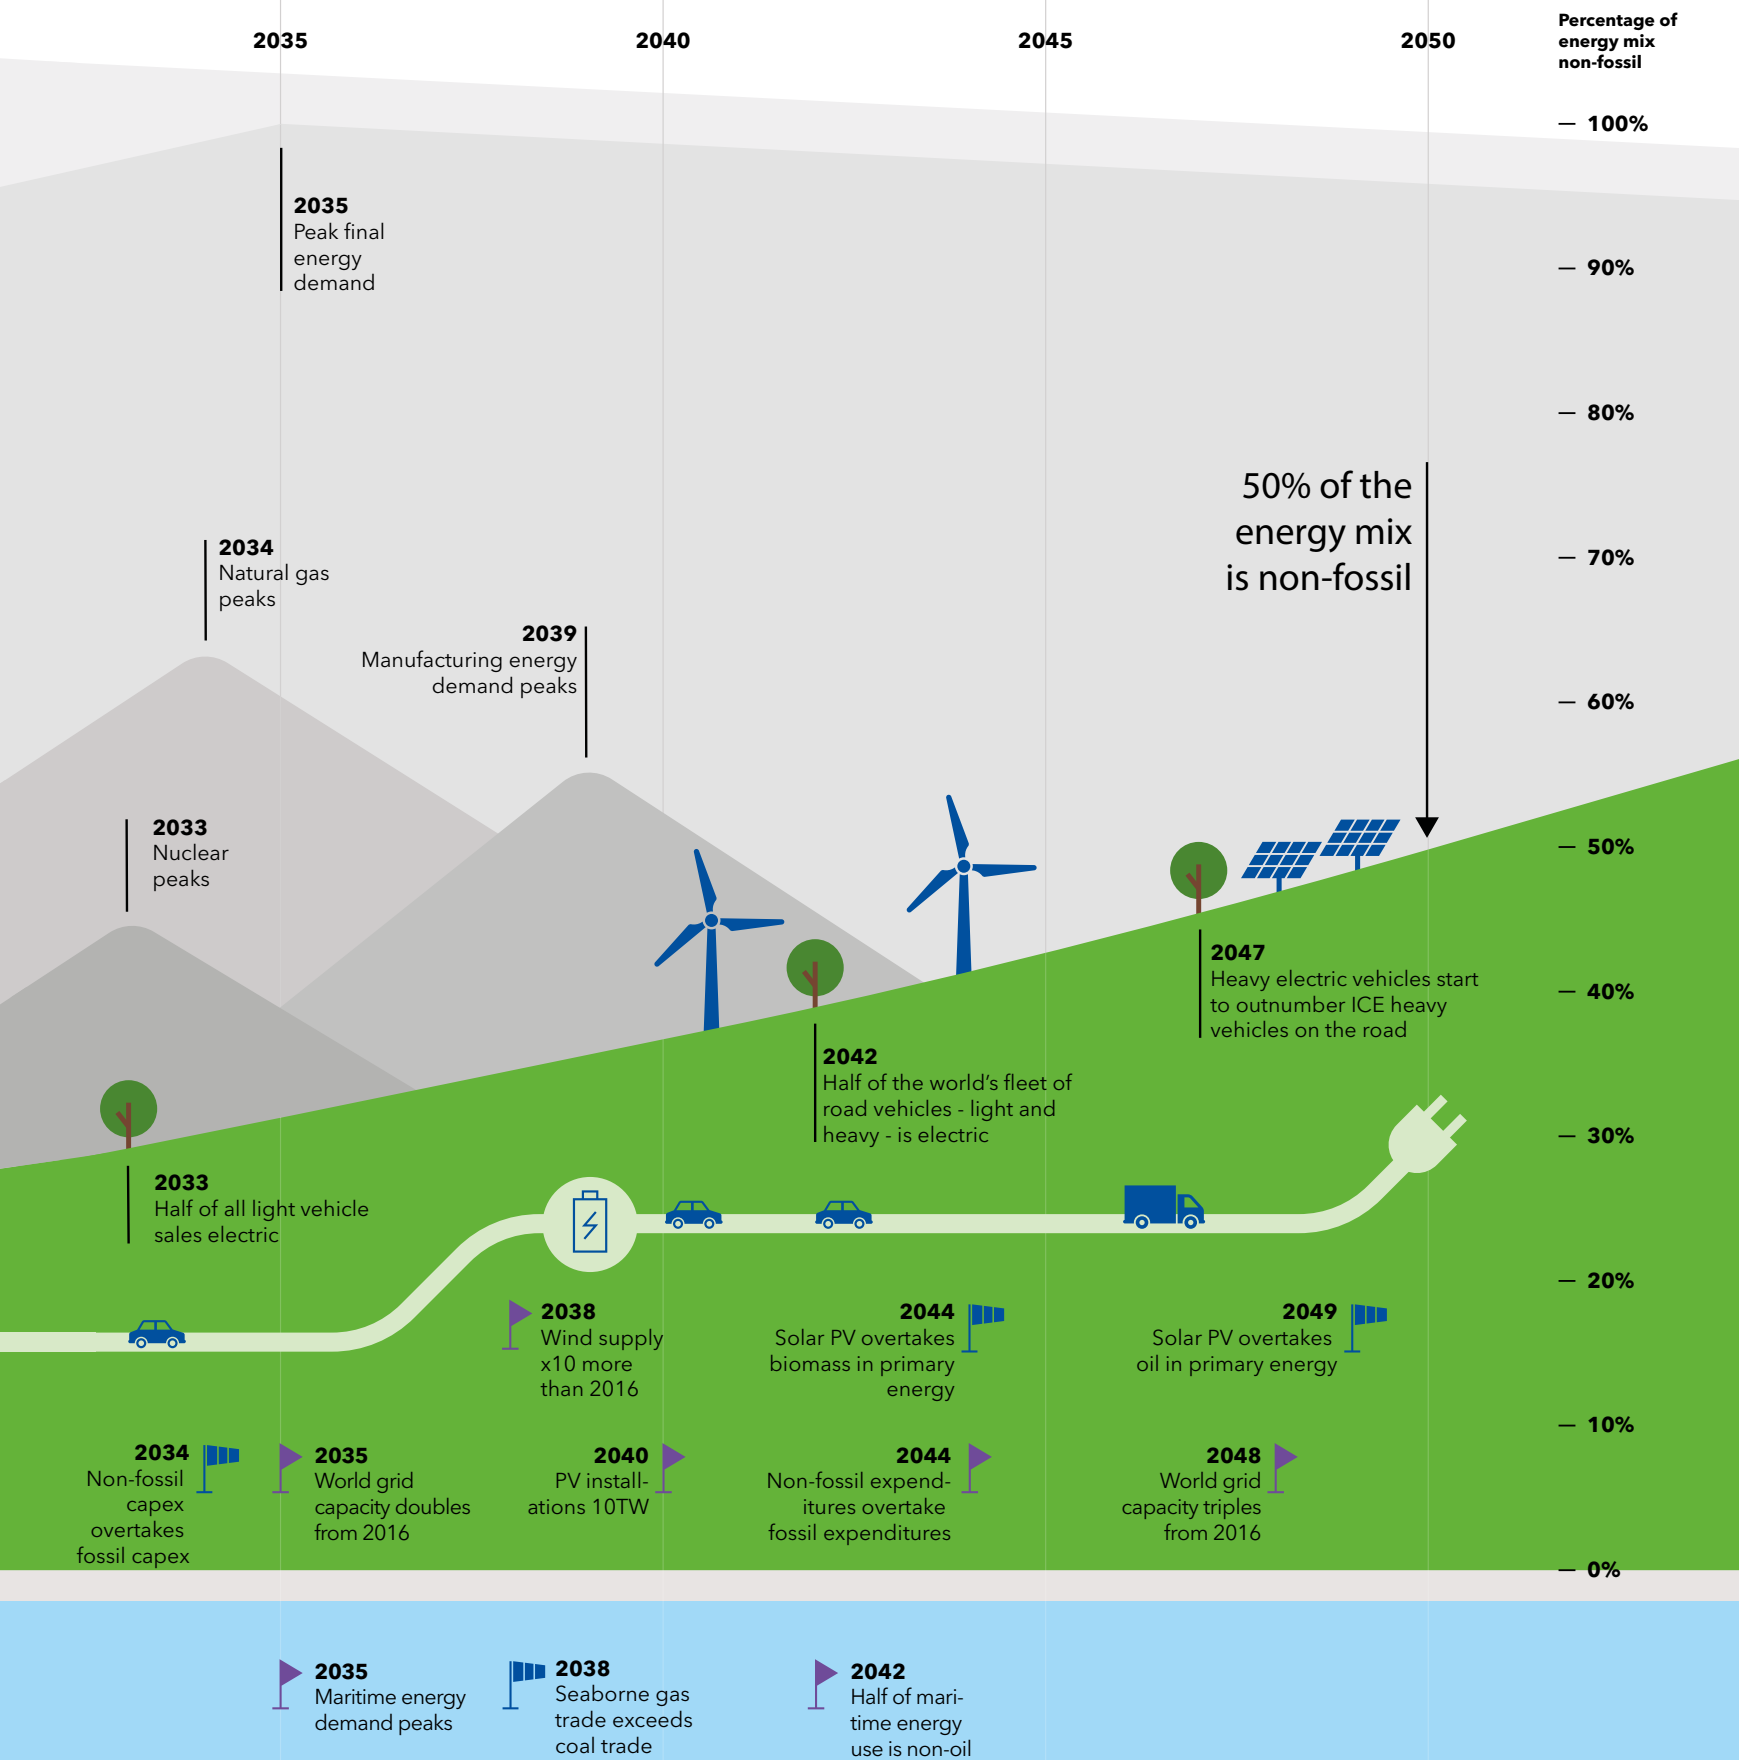 2035
2040
2045
2050
Percentage of
energy mix
non-fossil
100%
90%
80%
70%
60%
50%
40%
30%
20%
10%
0%
2035
Peak final
energy
demand
50% of the
energy mix
is non-fossil
2034
Natural gas
peaks
2039
Manufacturing energy
demand peaks
2033
Nuclear
peaks
2047
Heavy electric vehicles start
to outnumber ICE heavy
vehicles on the road
2042
Half of the world’s fleet of
road vehicles - light and
heavy - is electric
2033
Half of all light vehicle
sales electric
2038
Wind supply
x10 more
than 2016
2044
Solar PV overtakes
biomass in primary
energy
2049
Solar PV overtakes
oil in primary energy
2034
Non-fossil
capex
overtakes
fossil capex
2035
World grid
capacity doubles
from 2016
2040
PV install-
ations 10TW
2044
Non-fossil expend-
itures overtake
fossil expenditures
2048
World grid
capacity triples
from 2016
2035
Maritime energy
demand peaks
2038
Seaborne gas
trade exceeds
coal trade
2042
Half of mari-
time energy
use is non-oil